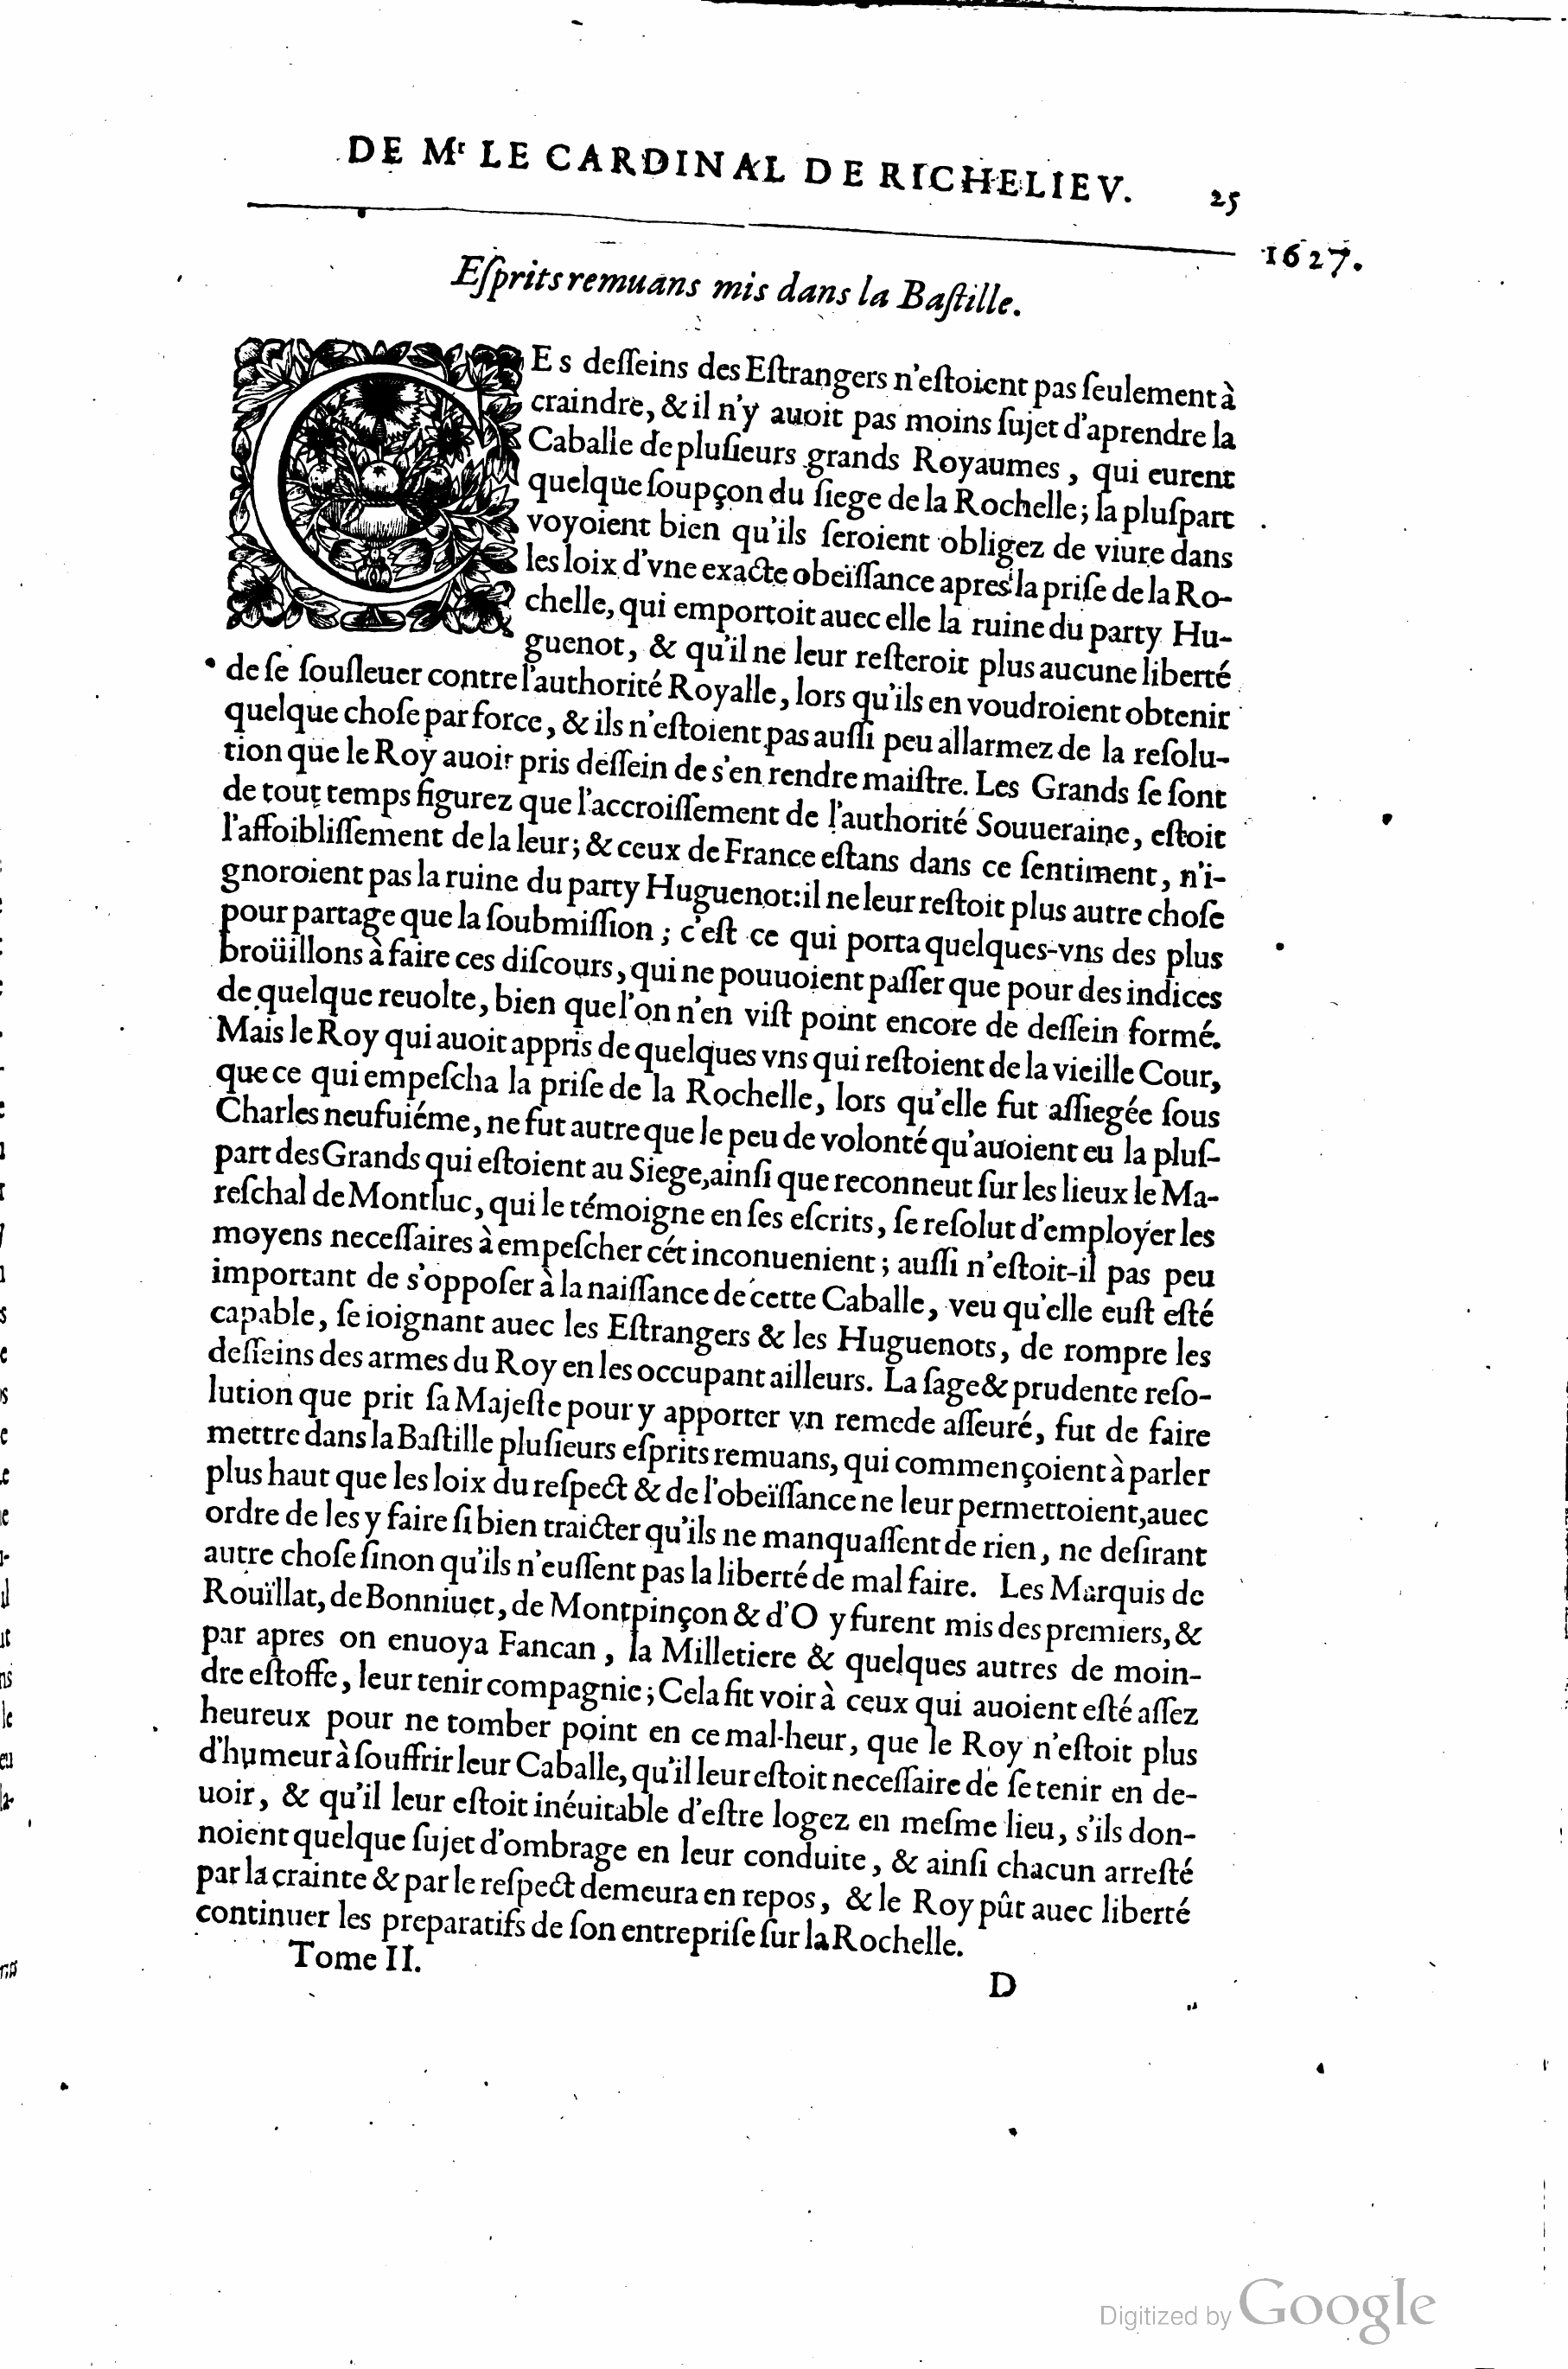 DE Mr LE CARDINAL DE RICHELIEV. 25
1627.
Eſprits remuans mis dans la Baſtille.
CEs deſſeins des Eſtrangers n'eſtoient pas ſeulement à
craindre, & il n'y auoit pas moins ſujet d'aprendre la
Caballe de pluſieurs grands Royaumes, qui eurent
quelque ſoupçon du ſiege de la Rochelle; la pluſpart
voyoient bien qu'ils ſeroient obligez de viure dans
les loix d'vne exacte obeïſſance apres la priſe de la Ro-
chelle, qui emportoit auec elle la ruine du party Hu-
guenot, & qu'il ne leur reſteroit plus aucune liberté
de ſe ſouſleuer contre l'authorité Royalle, lors qu'ils en voudroient obtenir
quelque choſe par force, & ils n'eſtoient pas auſſi peu allarmez de la reſolu-
tion que le Roy auoit pris deſſein de s'en rendre maiſtre. Les Grands ſe ſont
de tout temps figurez que l'accroiſſement de l'authorité Souueraine, eſtoit
l'affoibliſſement de la leur; & ceux de France eſtans dans ce ſentiment, n'i-
gnoroient pas la ruine du party Huguenot: il ne leur reſtoit plus autre choſe
pour partage que la ſoubmiſſion; c'eſt ce qui porta quelques-vns des plus
broüillons à faire ces diſcours, qui ne pouuoient paſſer que pour des indices
de quelque reuolte, bien que l'on n'en viſt point encore de deſſein formé.
Mais le Roy qui auoit appris de quelques vns qui reſtoient de la vieille Cour,
que ce qui empeſcha la priſe de la Rochelle, lors qu'elle fut aſſiegée ſous
Charles neufuiéme, ne fut autre que le peu de volonté qu'auoient eu la pluſ-
part des Grands qui eſtoient au Siege, ainſi que reconneut ſur les lieux le Ma-
reſchal de Montluc, qui le témoigne en ſes eſcrits, ſe reſolut d'employer les
moyens neceſſaires à empeſcher cét inconuenient; auſſi n'eſtoit-il pas peu
important de s'oppoſer à la naiſſance de cette Caballe, veu qu'elle euſt eſté
capable, ſe ioignant auec les Eſtrangers & les Huguenots, de rompre les
deſſeins des armes du Roy en les occupant ailleurs. La ſage & prudente reſo-
lution que prit ſa Majeſte pour y apporter vn remede aſſeuré, fut de faire
mettre dans la Baſtille pluſieurs eſprits remuans, qui commençoient à parler
plus haut que les loix du reſpect & de l'obeïſſance ne leur permettoient, auec
ordre de les y faire ſi bien traicter qu'ils ne manquaſſent de rien, ne deſirant
autre choſe ſinon qu'ils n'euſſent pas la liberté de mal faire. Les Marquis de
Rouïllat, de Bonniuet, de Montpinçon & d'O y furent mis des premiers, &
par apres on enuoya Fancan, la Milletiere & quelques autres de moin-
dre eſtoffe, leur tenir compagnie; Cela fit voir à ceux qui auoient eſté aſſez
heureux pour ne tomber point en ce mal-heur, que le Roy n'eſtoit plus
d'humeur à ſouffrir leur Caballe, qu'il leur eſtoit neceſſaire de ſe tenir en de-
uoir, & qu'il leur eſtoit inéuitable d'eſtre logez en meſme lieu, s'ils don-
noient quelque ſujet d'ombrage en leur conduite, & ainſi chacun arreſté
par la crainte & par le reſpect demeura en repos, & le Roy pût auec liberté
continuer les preparatifs de ſon entrepriſe ſur la Rochelle.
Tome II. D
Digitized by Google